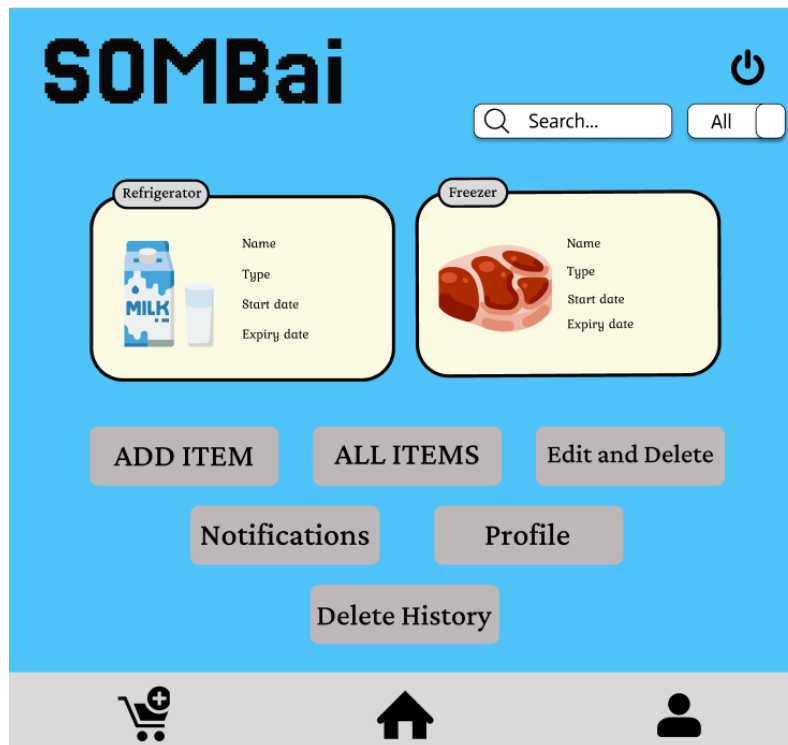 SOMBai
Search...
All
Refrigerator
Name
Type
Start date
Expiry date
MILK
Freezer
Name
Type
Start date
Expiry date
ADD ITEM
ALL ITEMS
Edit and Delete
Notifications
Profile
Delete History